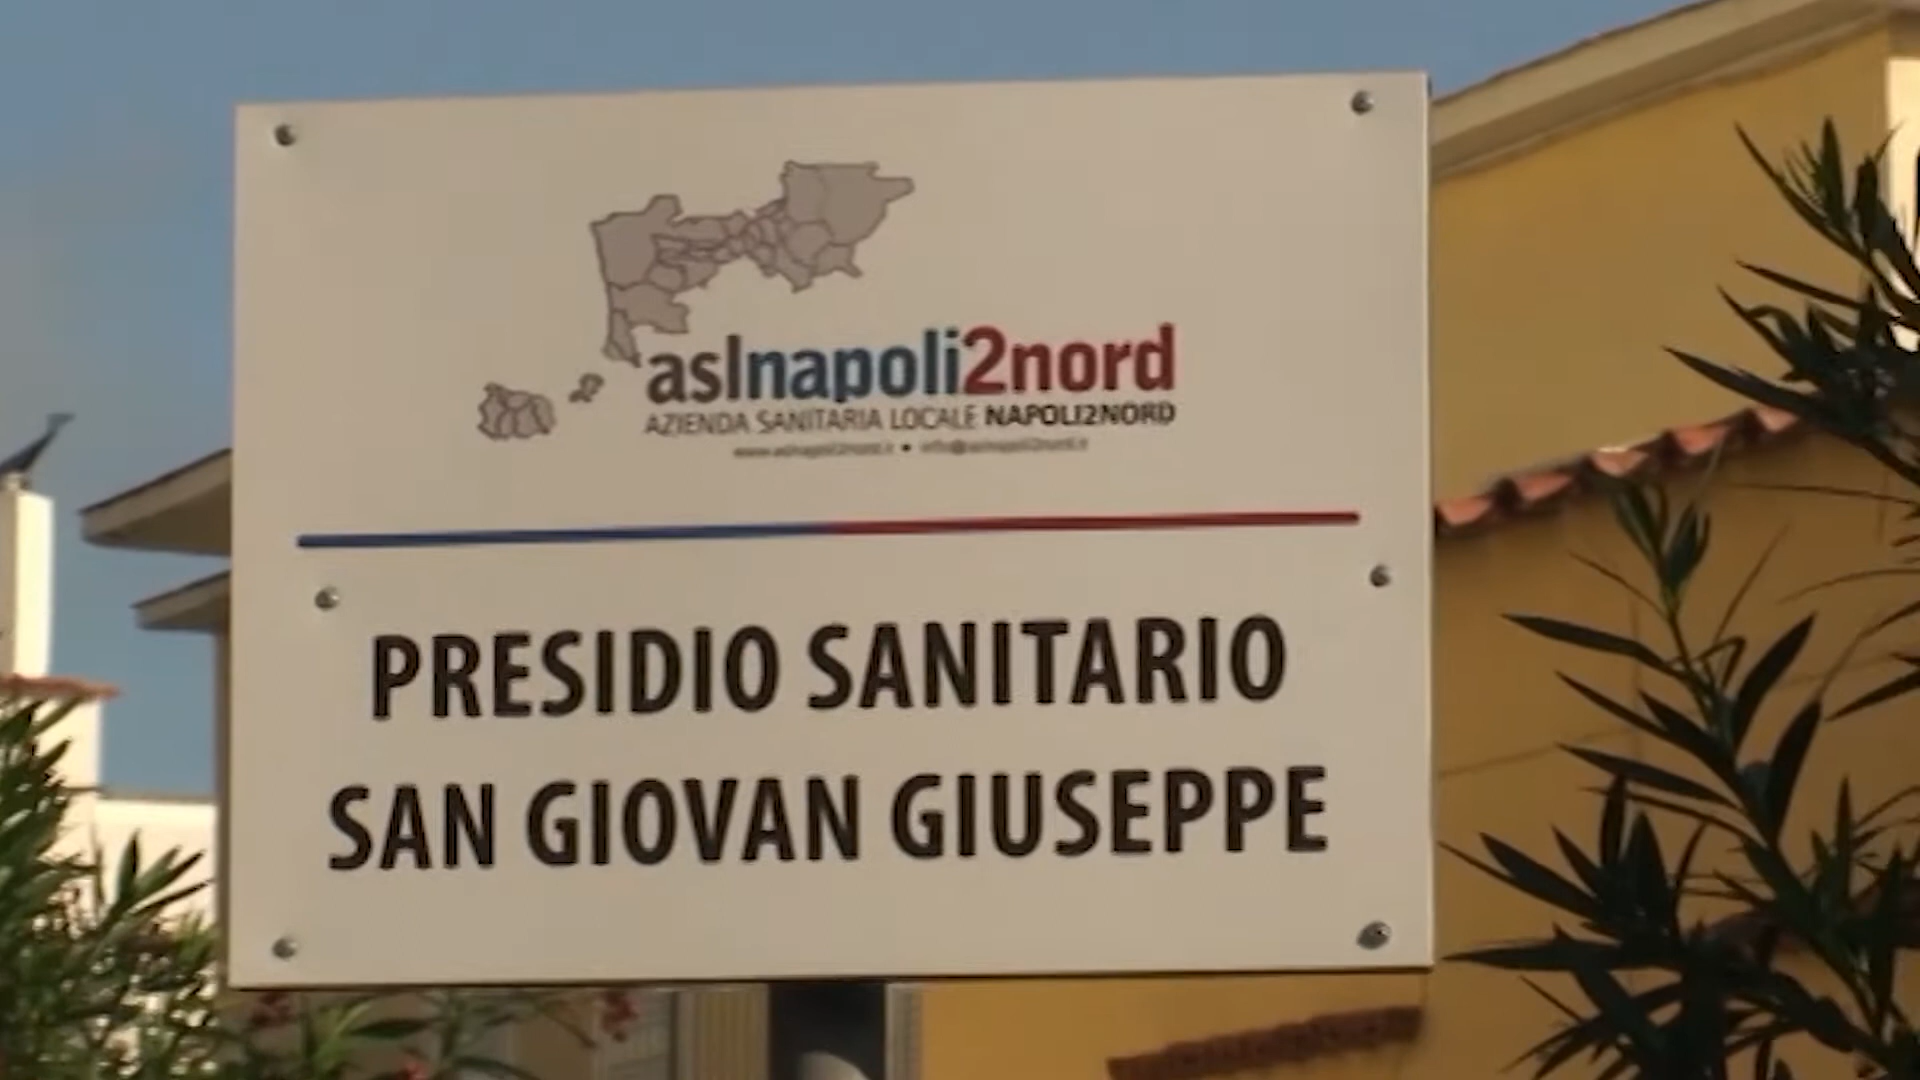 aslnapoli2nord
AZIENDA SANITARIA LOCALE NAPOLI2NORD
www.aslnapoli2nord.it • info@aslnapoli2nord.it
PRESIDIO SANITARIO
SAN GIOVAN GIUSEPPE